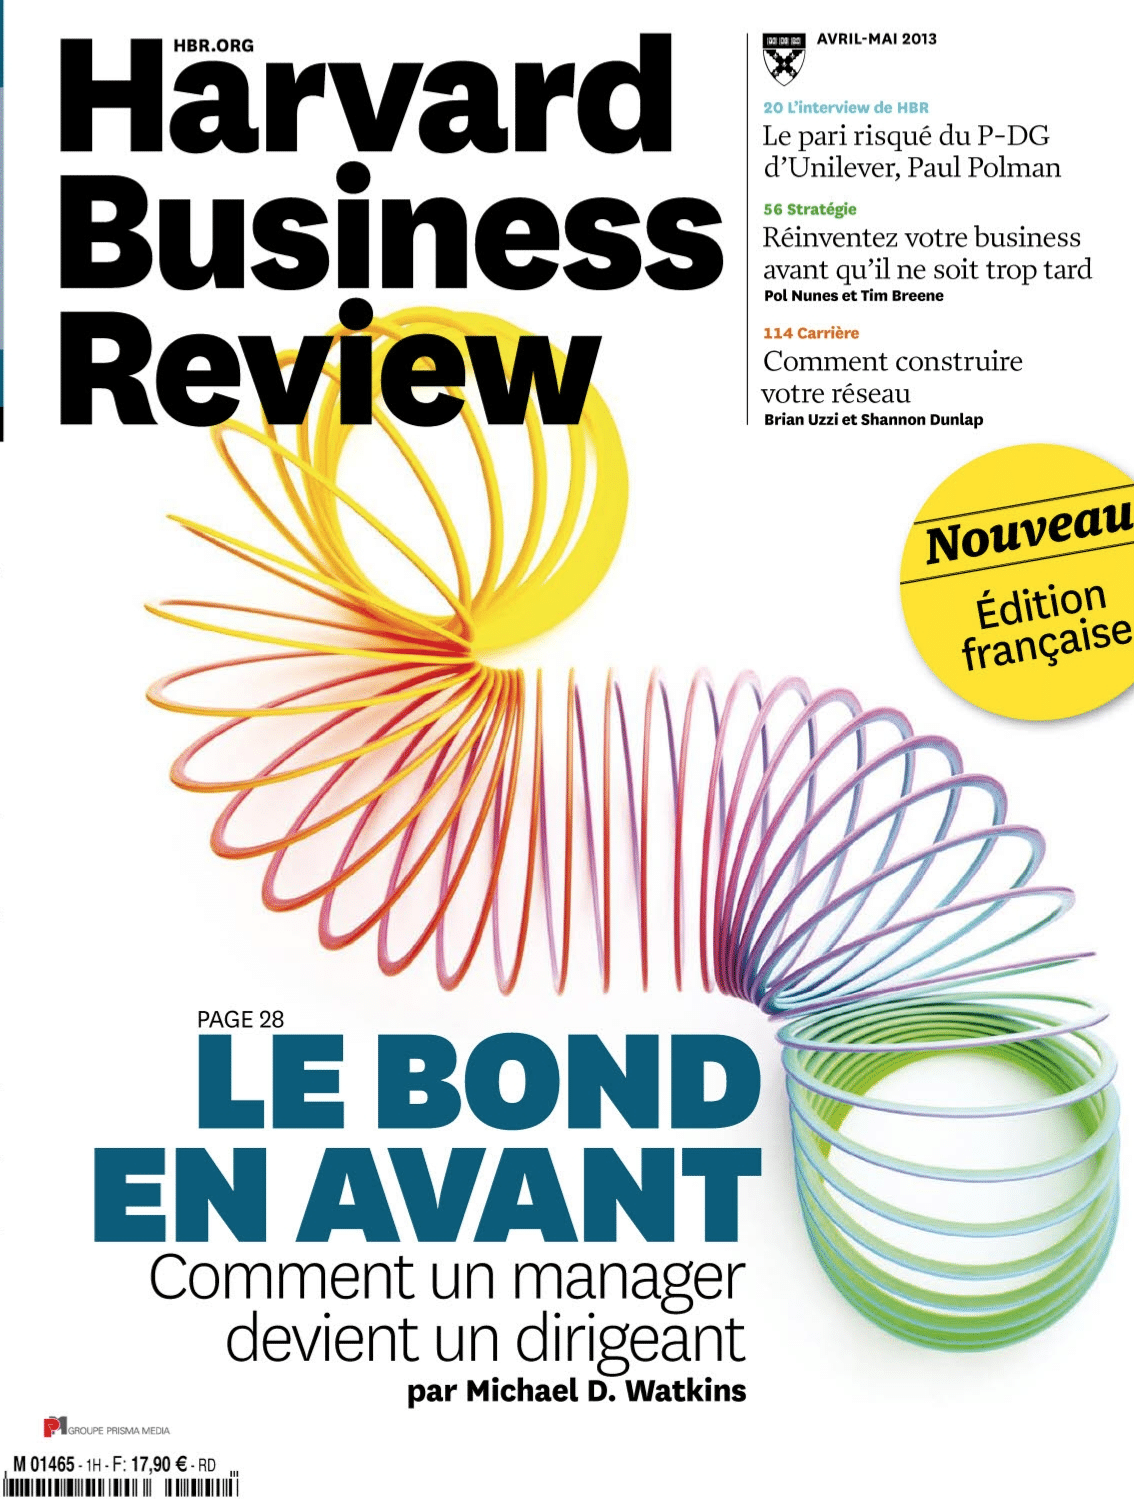 HBR.ORG
Harvard
Business
Review
AVRIL-MAI 2013
20 L'interview de HBR
Le pari risqué du P-DG
d'Unilever, Paul Polman
56 Stratégie
Réinventez votre business
avant qu'il ne soit trop tard
Pol Nunes et Tim Breene
114 Carrière
Comment construire
votre réseau
Brian Uzzi et Shannon Dunlap
Nouveau
Édition
française
PAGE 28
LE BOND
EN AVANT
Comment un manager
devient un dirigeant
par Michael D. Watkins
PM GROUPE PRISMA MEDIA
M 01465 - 1H - F: 17,90 € - RD